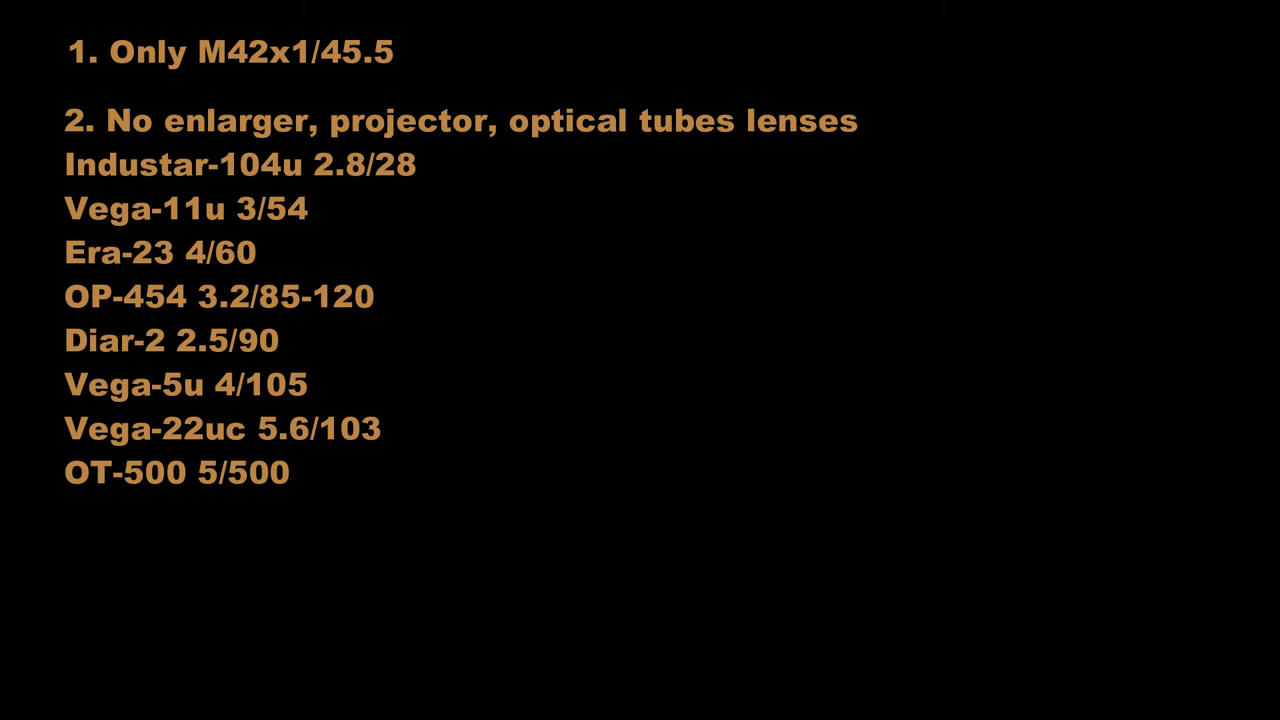 1. Only M42x1/45.5
2. No enlarger, projector, optical tubes lenses
Industar-104u 2.8/28
Vega-11u 3/54
Era-23 4/60
OP-454 3.2/85-120
Diar-2 2.5/90
Vega-5u 4/105
Vega-22uc 5.6/103
OT-500 5/500